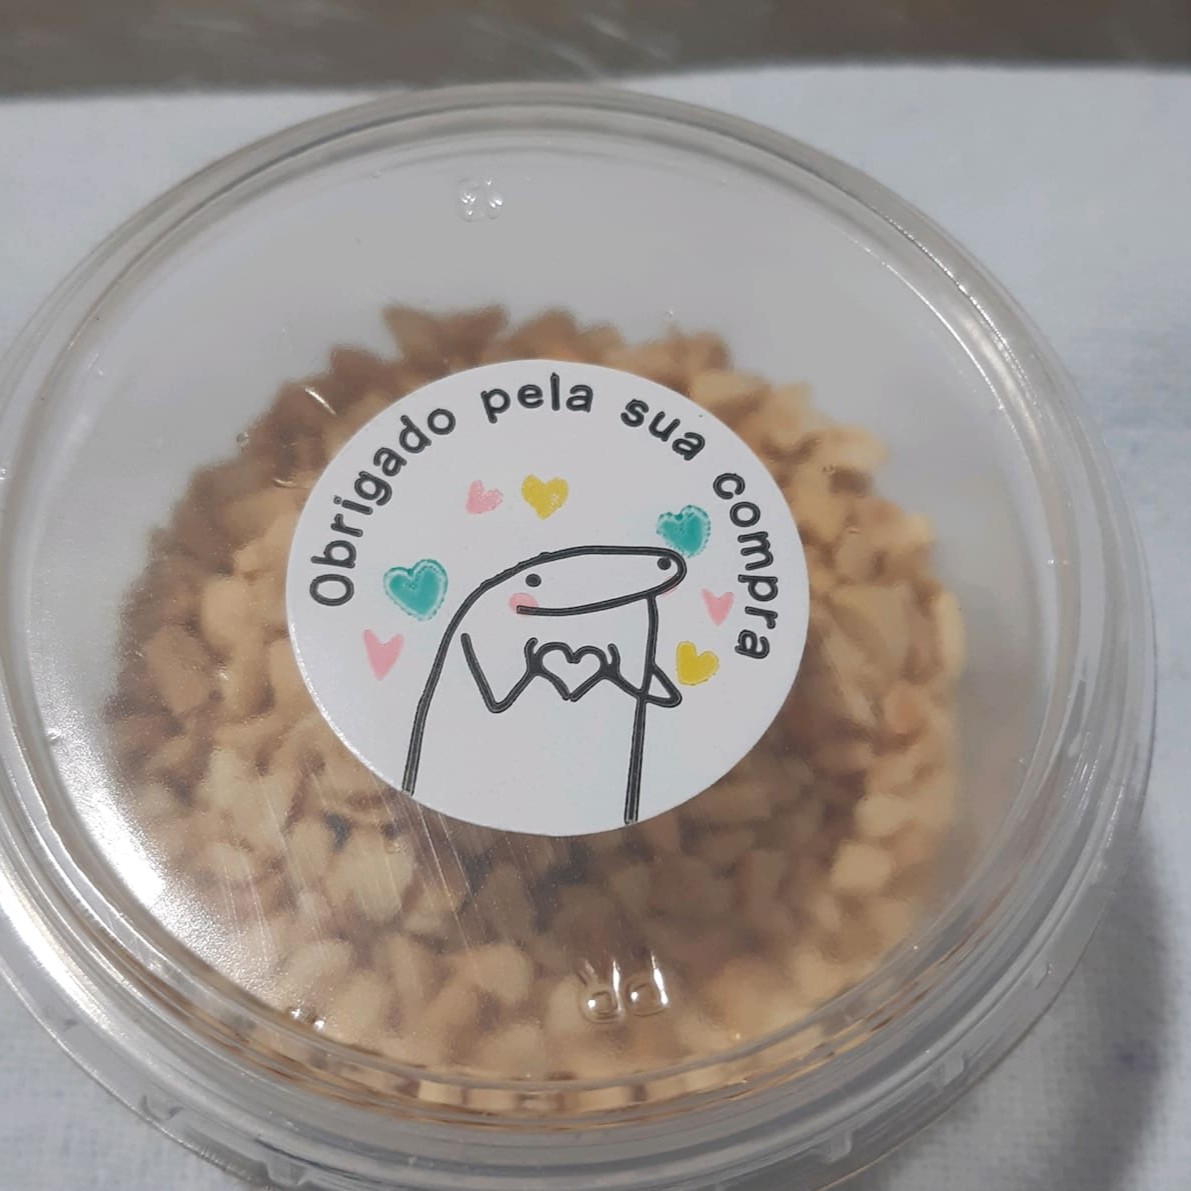 Obrigado pela sua compra